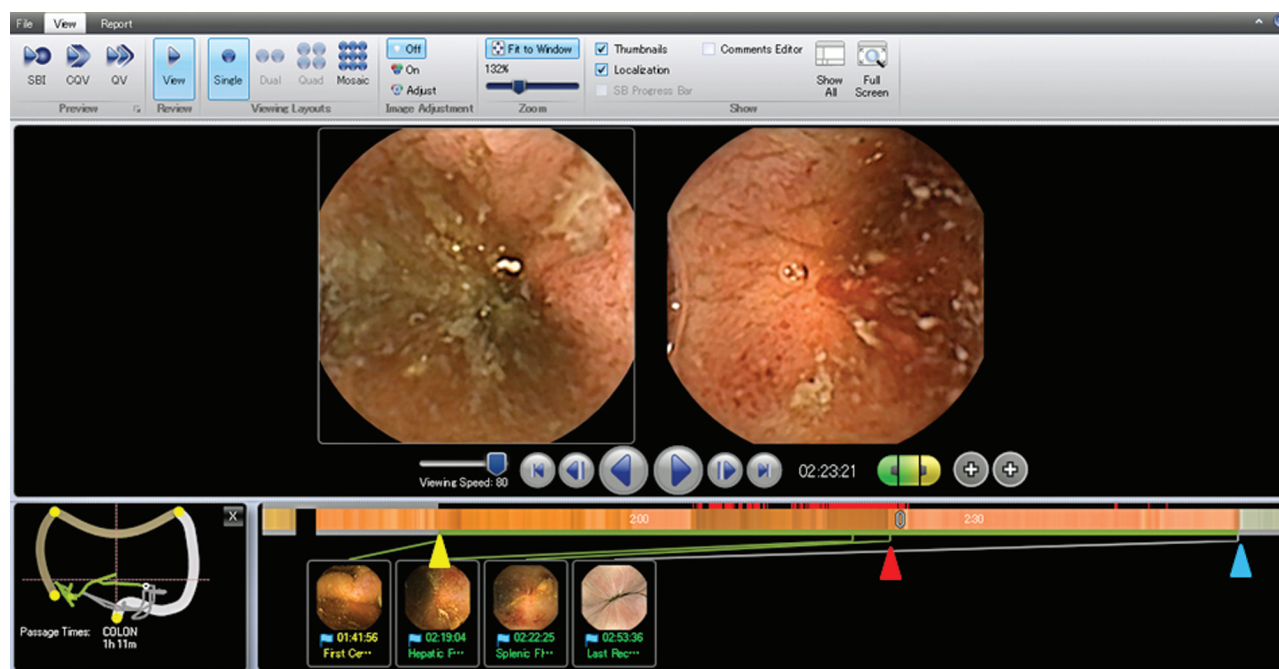 File View Report
SBI CQV QV View Single Dual Quad Mosaic
Off
On
Adjust
Fit to Window
132%
Thumbnails
Localization
SB Progress Bar
Comments Editor
Show
All
Full
Screen
Preview Review Viewing Layouts Image Adjustment Zoom Show
Viewing Speed: 80
02:23:21
X
2:00 2:30
Passage Times: COLON
1h 11m
01:41:56
First Ce···
02:19:04
Hepatic F···
02:22:25
Splenic Fl···
02:53:36
Last Rec···